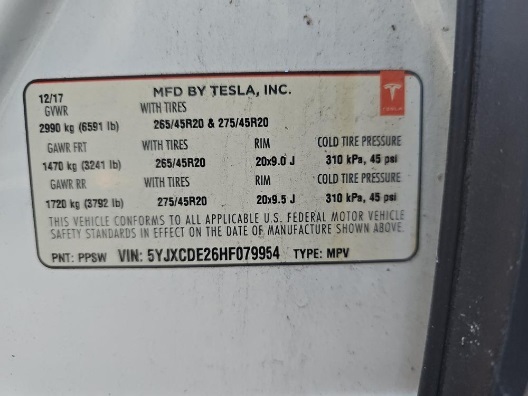 12/17 MFD BY TESLA, INC.
GVWR WITH TIRES
2990 kg (6591 lb) 265/45R20 & 275/45R20
GAWR FRT WITH TIRES RIM COLD TIRE PRESSURE
1470 kg (3241 lb) 265/45R20 20x9.0 J 310 kPa, 45 psi
GAWR RR WITH TIRES RIM COLD TIRE PRESSURE
1720 kg (3792 lb) 275/45R20 20x9.5 J 310 kPa, 45 psi
THIS VEHICLE CONFORMS TO ALL APPLICABLE U.S. FEDERAL MOTOR VEHICLE
SAFETY STANDARDS IN EFFECT ON THE DATE OF MANUFACTURE SHOWN ABOVE.
PNT: PPSW VIN: 5YJXCDE26HF079954 TYPE: MPV
TESLA